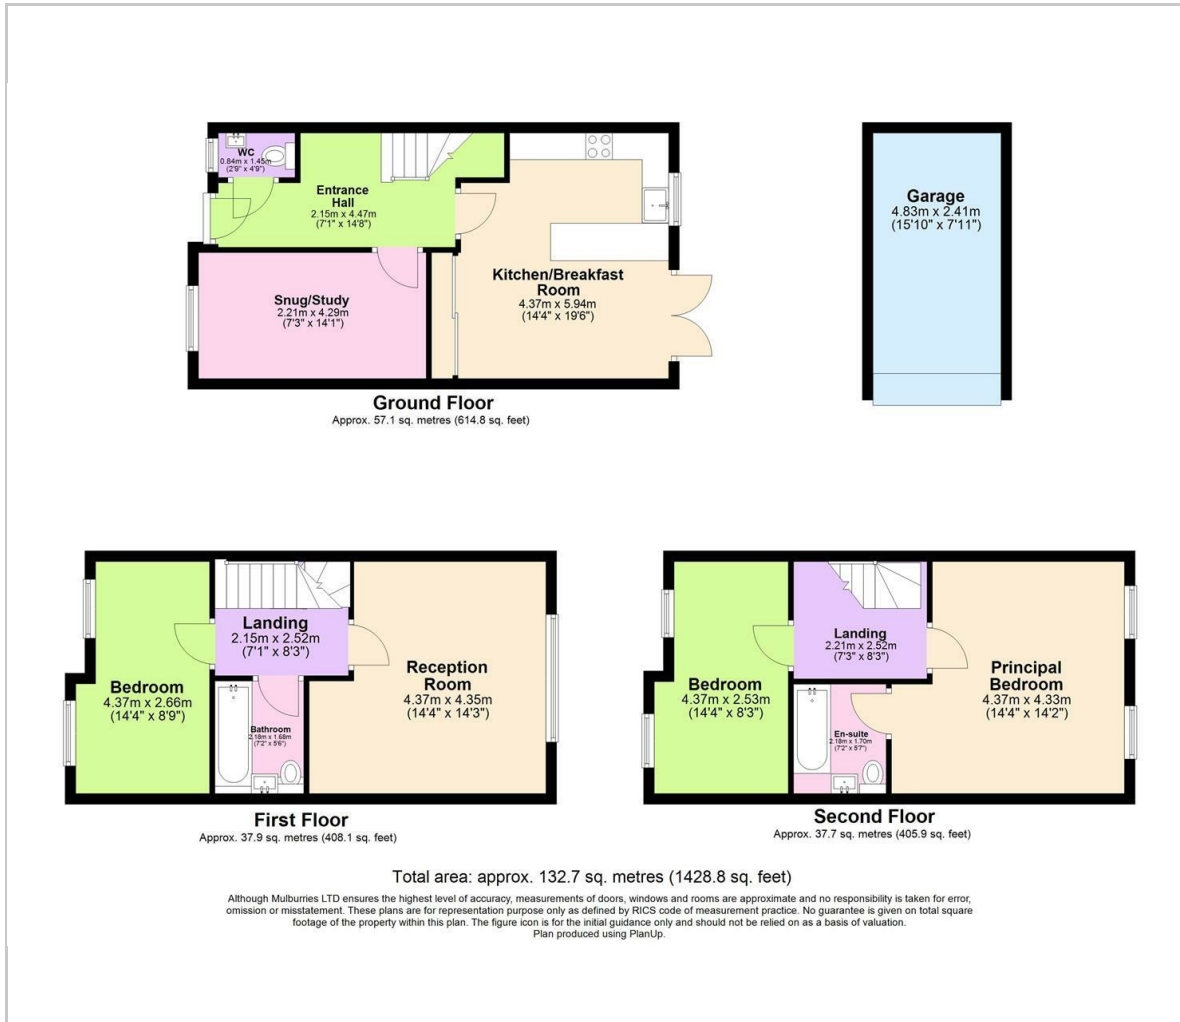 WC
0.84m x 1.45m
(2'9" x 4'9")
Entrance
Hall
2.15m x 4.47m
(7'1" x 14'8")
Snug/Study
2.21m x 4.29m
(7'3" x 14'1")
Kitchen/Breakfast
Room
4.37m x 5.94m
(14'4" x 19'6")
Garage
4.83m x 2.41m
(15'10" x 7'11")
Ground Floor
Approx. 57.1 sq. metres (614.8 sq. feet)
Bedroom
4.37m x 2.66m
(14'4" x 8'9")
Landing
2.15m x 2.52m
(7'1" x 8'3")
Bathroom
2.18m x 1.68m
(7'2" x 5'6")
Reception
Room
4.37m x 4.35m
(14'4" x 14'3")
First Floor
Approx. 37.9 sq. metres (408.1 sq. feet)
Bedroom
4.37m x 2.53m
(14'4" x 8'3")
Landing
2.21m x 2.52m
(7'3" x 8'3")
En-suite
2.18m x 1.70m
(7'2" x 5'7")
Principal
Bedroom
4.37m x 4.33m
(14'4" x 14'2")
Second Floor
Approx. 37.7 sq. metres (405.9 sq. feet)
Total area: approx. 132.7 sq. metres (1428.8 sq. feet)
Although Mulburries LTD ensures the highest level of accuracy, measurements of doors, windows and rooms are approximate and no responsibility is taken for error,
omission or misstatement. These plans are for representation purpose only as defined by RICS code of measurement practice. No guarantee is given on total square
footage of the property within this plan. The figure icon is for the initial guidance only and should not be relied on as a basis of valuation.
Plan produced using PlanUp.